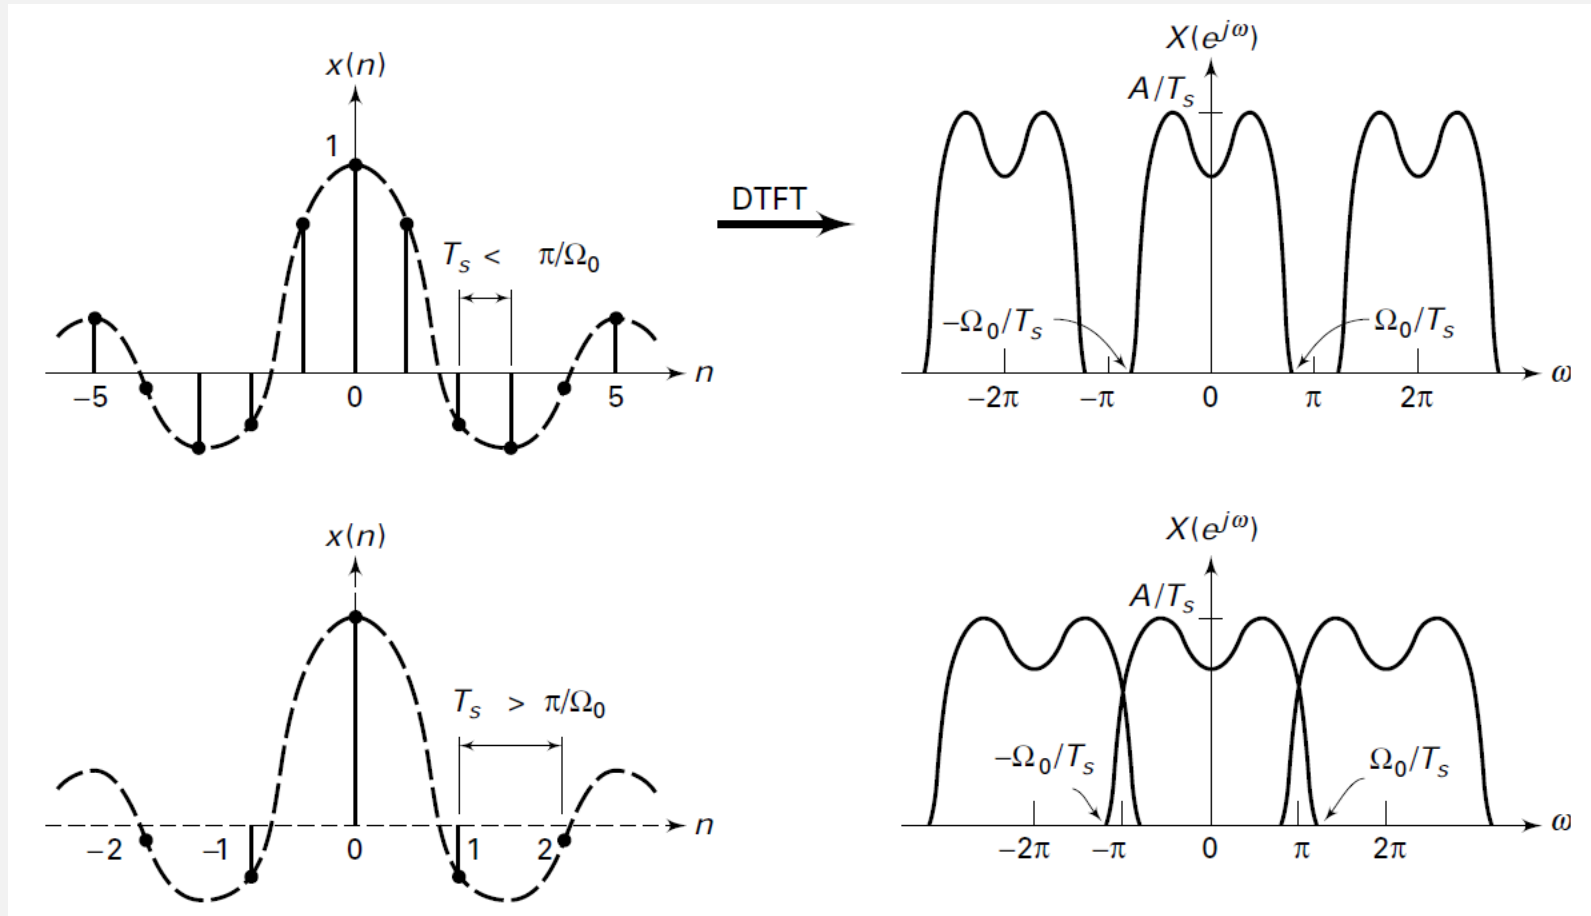 x(n)
1
T_s < π/Ω_0
−5
0
5
n
DTFT
X(e^{jω})
A/T_s
−Ω_0/T_s
Ω_0/T_s
−2π
−π
0
π
2π
ω
x(n)
T_s > π/Ω_0
−2
−1
0
1
2
n
X(e^{jω})
A/T_s
−Ω_0/T_s
Ω_0/T_s
−2π
−π
0
π
2π
ω